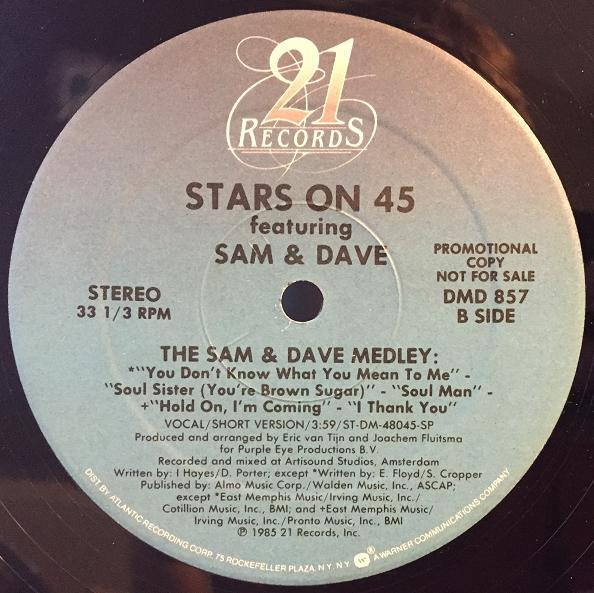 21
RECORDS
STARS ON 45
featuring
SAM & DAVE
PROMOTIONAL
COPY
NOT FOR SALE
DMD 857
B SIDE
STEREO
33 1/3 RPM
THE SAM & DAVE MEDLEY:
*"You Don't Know What You Mean To Me" -
"Soul Sister (You're Brown Sugar)" - "Soul Man" -
+"Hold On, I'm Coming" - "I Thank You"
VOCAL/SHORT VERSION/3:59/ST-DM-48045-SP
Produced and arranged by Eric van Tijn and Joachem Fluitsma
for Purple Eye Productions B.V.
Recorded and mixed at Artisound Studios, Amsterdam
Written by: I Hayes/D. Porter; except *Written by: E. Floyd/S. Cropper
Published by: Almo Music Corp./Walden Music, Inc., ASCAP;
except *East Memphis Music/Irving Music, Inc./
Cotillion Music, Inc., BMI; and +East Memphis Music/
Irving Music, Inc./Pronto Music, Inc., BMI
℗ 1985 21 Records, Inc.
DIST. BY ATLANTIC RECORDING CORP. 75 ROCKEFELLER PLAZA, N.Y. N.Y. W® A WARNER COMMUNICATIONS COMPANY